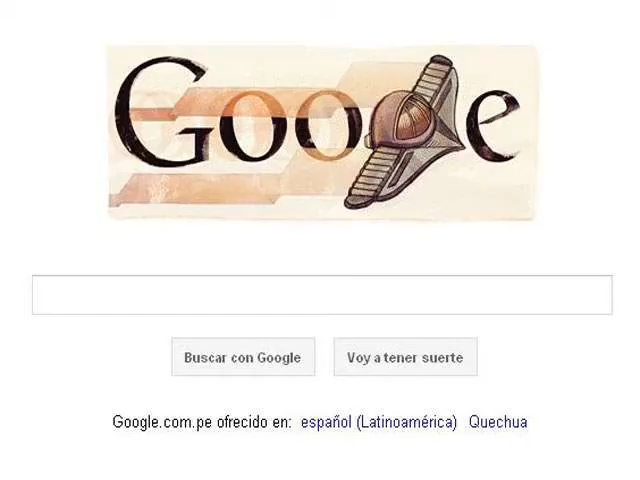 Google
Buscar con Google Voy a tener suerte
Google.com.pe ofrecido en: español (Latinoamérica) Quechua